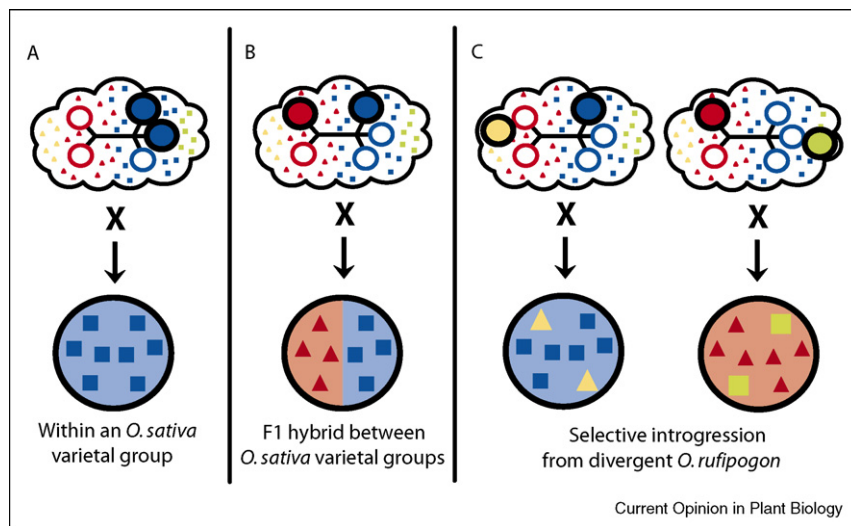 A
B
C
X
X
X
X
Within an O. sativa
varietal group
F1 hybrid between
O. sativa varietal groups
Selective introgression
from divergent O. rufipogon
Current Opinion in Plant Biology